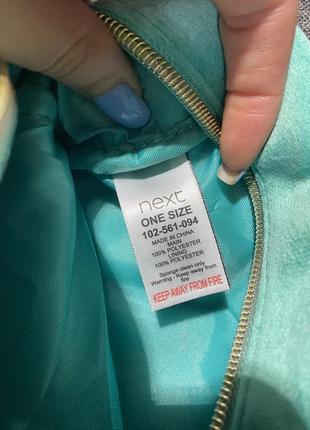 next
ONE SIZE
102-561-094
MADE IN CHINA
MAIN
100% POLYESTER
LINING
100% POLYESTER
Sponge clean only
Warning - Keep away from
fire
KEEP AWAY FROM FIRE